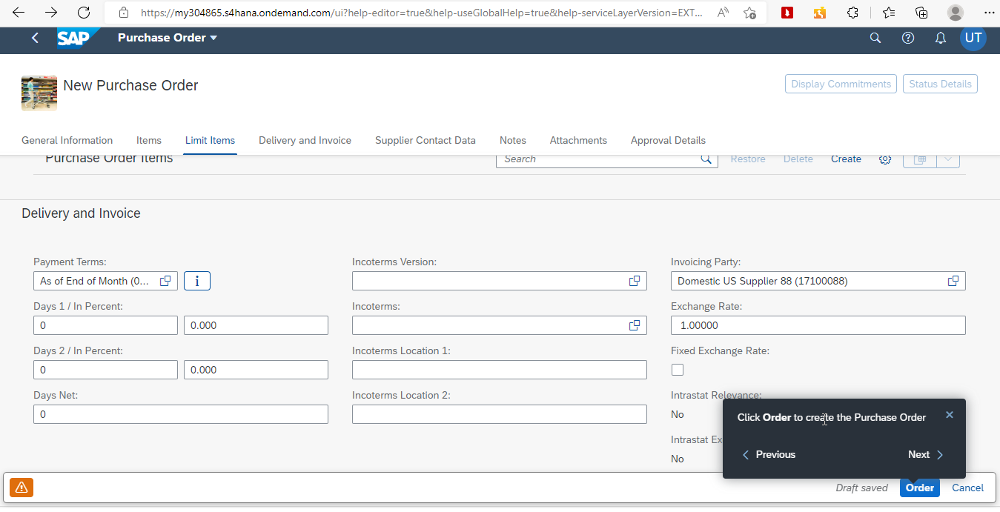 https://my304865.s4hana.ondemand.com/ui?help-editor=true&help-useGlobalHelp=true&help-serviceLayerVersion=EXT...
SAP Purchase Order UT
New Purchase Order
Display Commitments Status Details
General Information Items Limit Items Delivery and Invoice Supplier Contact Data Notes Attachments Approval Details
Purchase Order Items Search Restore Delete Create
Delivery and Invoice
Payment Terms: Incoterms Version: Invoicing Party:
As of End of Month (0... i Domestic US Supplier 88 (17100088)
Days 1 / In Percent: Incoterms: Exchange Rate:
0 0.000 1.00000
Days 2 / In Percent: Incoterms Location 1: Fixed Exchange Rate:
0 0.000
Days Net: Incoterms Location 2: Intrastat Relevance:
0 No
Click Order to create the Purchase Order
Intrastat Ex
Previous Next
No
Draft saved Order Cancel